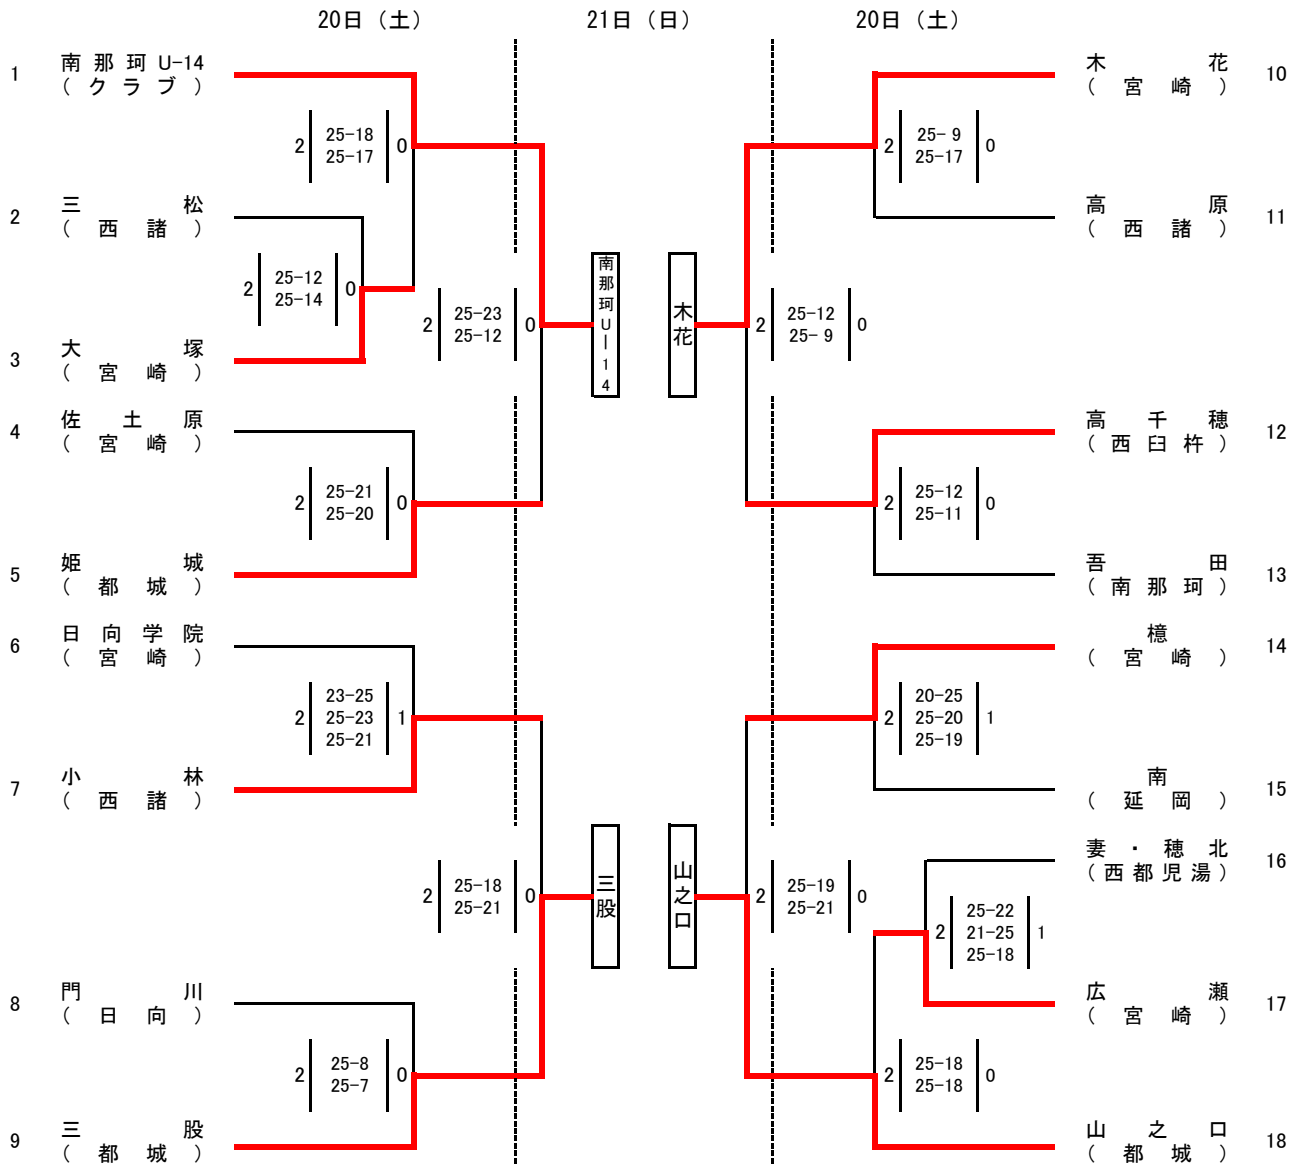 20日（土）
21日（日）
20日（土）
1 南那珂U-14
（クラブ）
2 25-18 0
25-17
2 三松
（西諸）
2 25-12 0
25-14
3 大塚
（宮崎）
2 25-23 0
25-12
4 佐土原
（宮崎）
2 25-21 0
25-20
5 姫城
（都城）
6 日向学院
（宮崎）
2 23-25 1
25-23
25-21
7 小林
（西諸）
2 25-18 0
25-21
8 門川
（日向）
2 25-8 0
25-7
9 三股
（都城）
南那珂U-14
木花
三股
山之口
木花 10
（宮崎）
2 25- 9 0
25-17
高原 11
（西諸）
2 25-12 0
25- 9
高千穂 12
（西臼杵）
2 25-12 0
25-11
吾田 13
（南那珂）
檍 14
（宮崎）
2 20-25 1
25-20
25-19
南 15
（延岡）
2 25-19 0
25-21
妻・穂北 16
（西都児湯）
2 25-22 1
21-25
25-18
広瀬 17
（宮崎）
2 25-18 0
25-18
山之口 18
（都城）